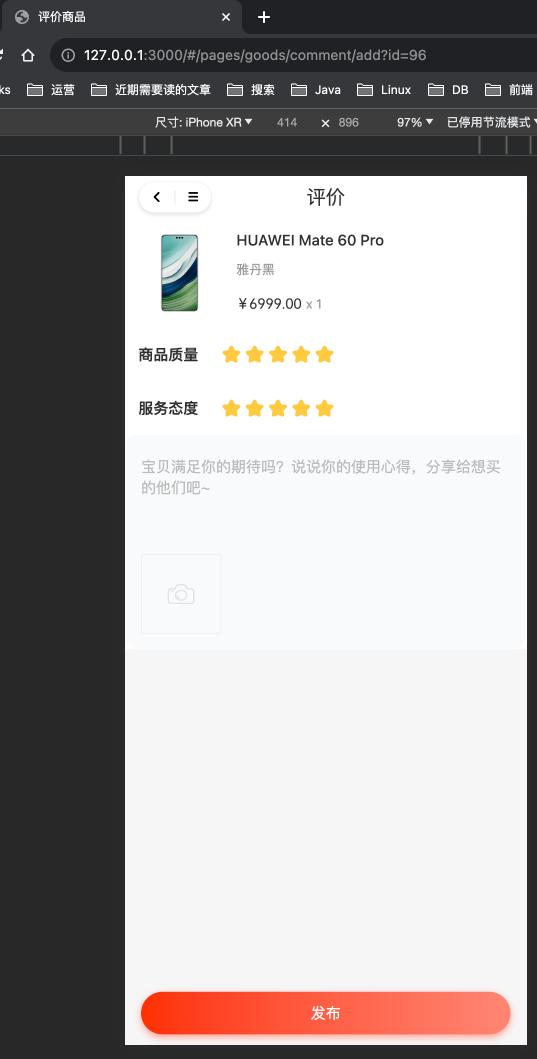 评价商品
127.0.0.1:3000/#/pages/goods/comment/add?id=96
ks 运营 近期需要读的文章 搜索 Java Linux DB 前端
尺寸: iPhone XR 414 × 896 97% 已停用节流模式
评价
HUAWEI Mate 60 Pro
雅丹黑
¥6999.00 x 1
商品质量
服务态度
宝贝满足你的期待吗？说说你的使用心得，分享给想买
的他们吧~
发布